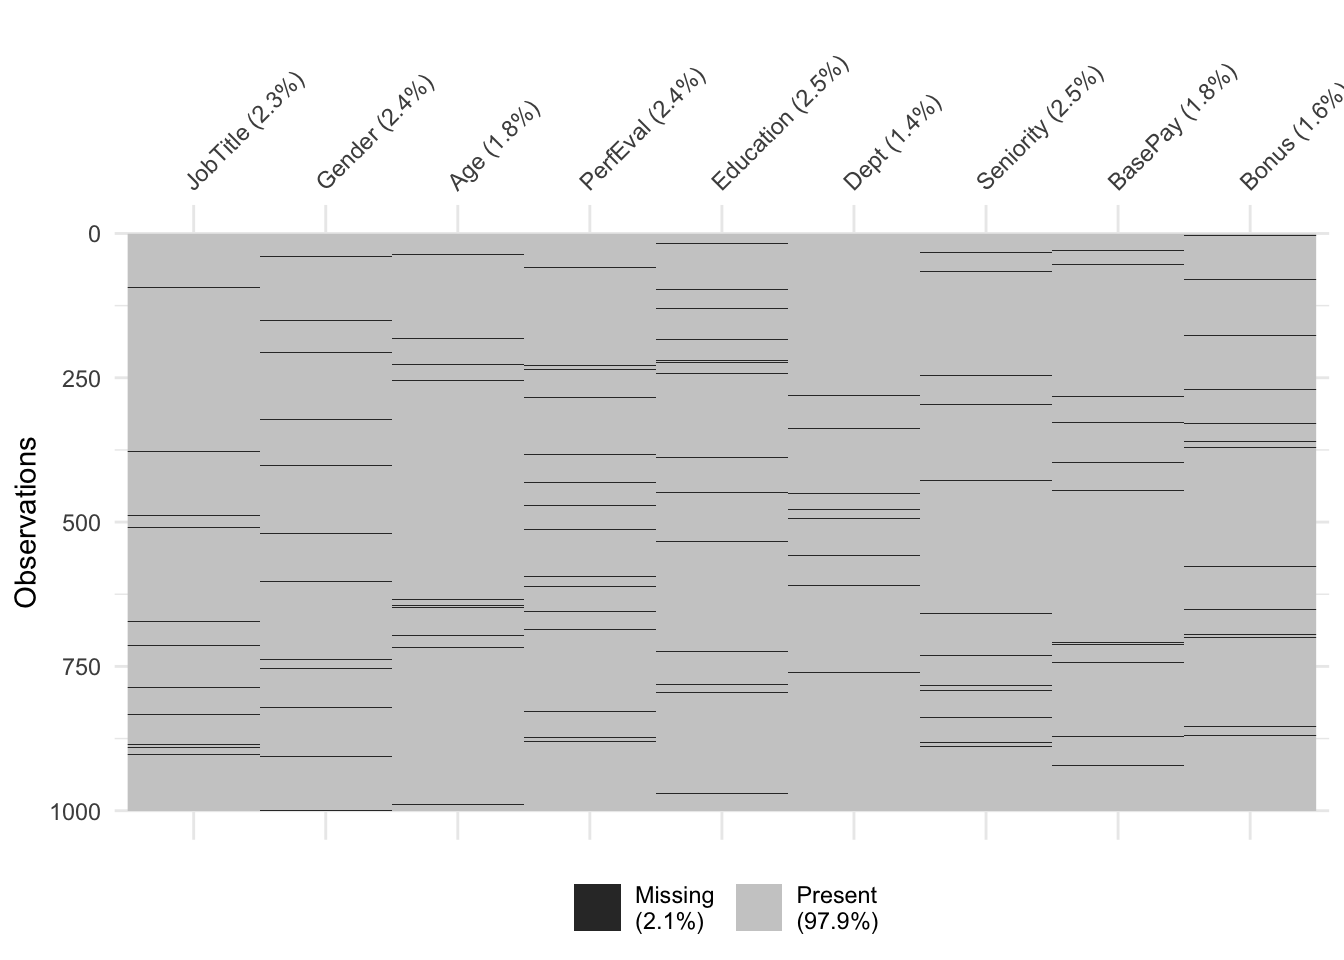 JobTitle (2.3%)
Gender (2.4%)
Age (1.8%)
PerfEval (2.4%)
Education (2.5%)
Dept (1.4%)
Seniority (2.5%)
BasePay (1.8%)
Bonus (1.6%)
0
250
500
750
1000
Observations
Missing
(2.1%)
Present
(97.9%)